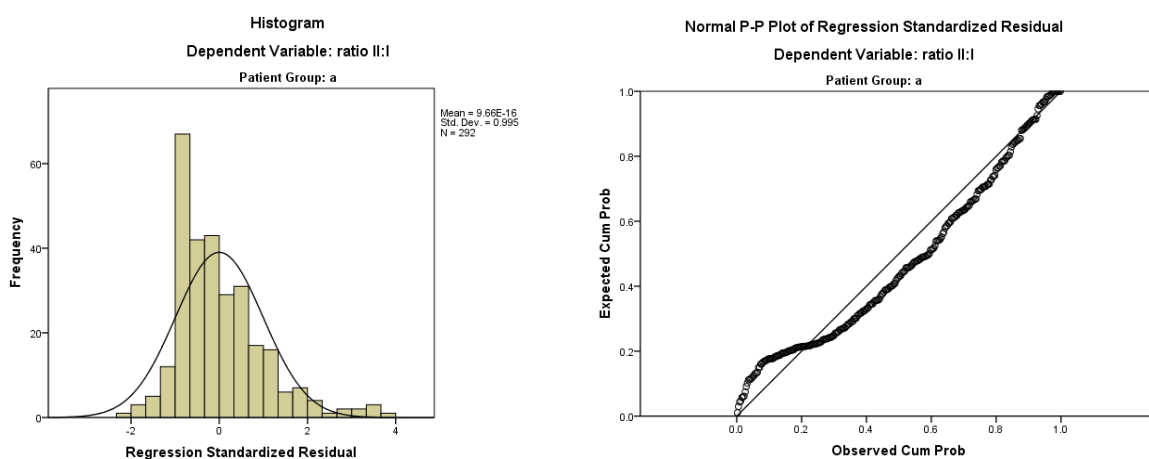 Histogram
Dependent Variable: ratio II:I
Patient Group: a
Mean = 9.66E-16
Std. Dev. = 0.995
N = 292
Frequency
60
40
20
0
-2
0
2
4
Regression Standardized Residual
Normal P-P Plot of Regression Standardized Residual
Dependent Variable: ratio II:I
Patient Group: a
Expected Cum Prob
1.0
0.8
0.6
0.4
0.2
0.0
0.0
0.2
0.4
0.6
0.8
1.0
Observed Cum Prob